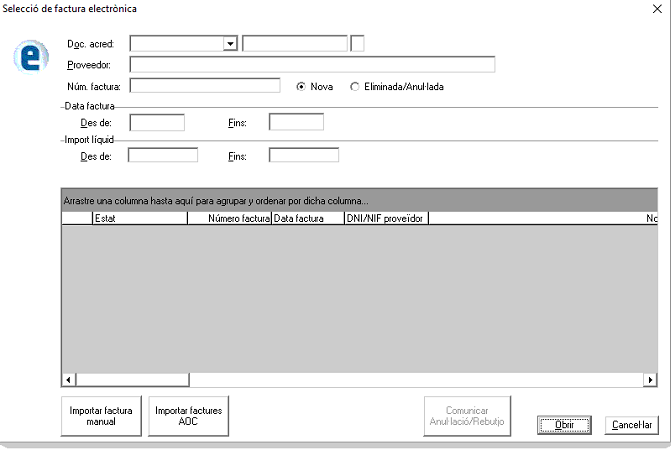 Selecció de factura electrònica
e
Doc. acred:
Proveedor:
Núm. factura:
Nova
Eliminada/Anul·lada
Data factura
Des de:
Fins:
Import líquid
Des de:
Fins:
Arrastre una columna hasta aquí para agrupar y ordenar por dicha columna...
Estat
Número factura
Data factura
DNI/NIF proveïdor
No
Importar factura
manual
Importar factures
AOC
Comunicar
Anul·lació/Rebutjo
Obrir
Cancel·lar